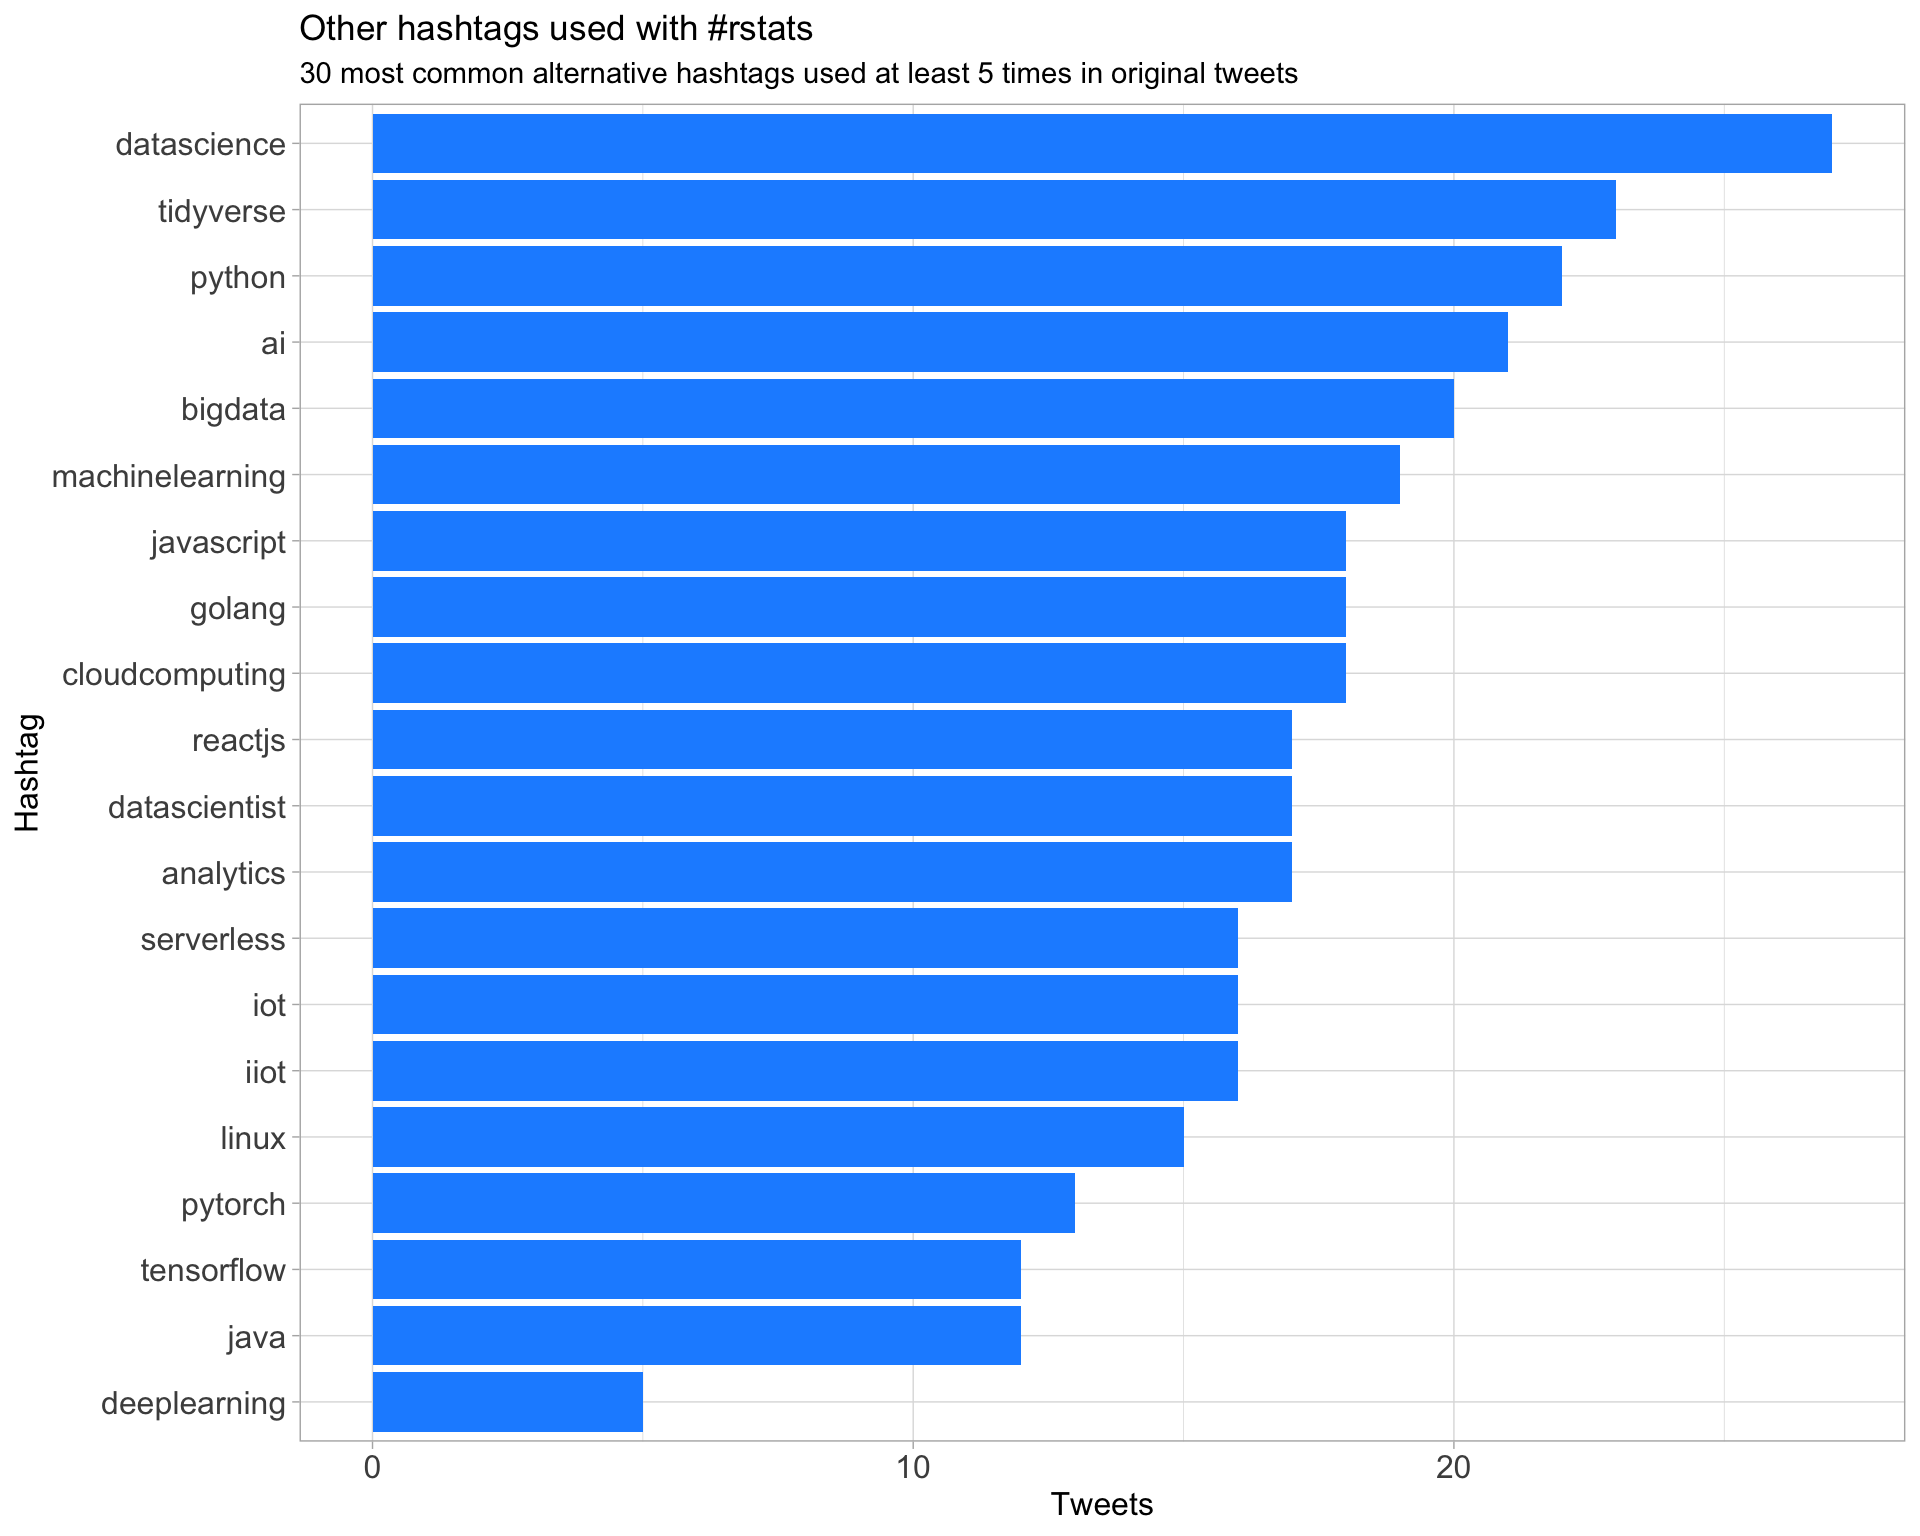 Other hashtags used with #rstats
30 most common alternative hashtags used at least 5 times in original tweets
Hashtag
datascience
tidyverse
python
ai
bigdata
machinelearning
javascript
golang
cloudcomputing
reactjs
datascientist
analytics
serverless
iot
iiot
linux
pytorch
tensorflow
java
deeplearning
0 10 20
Tweets